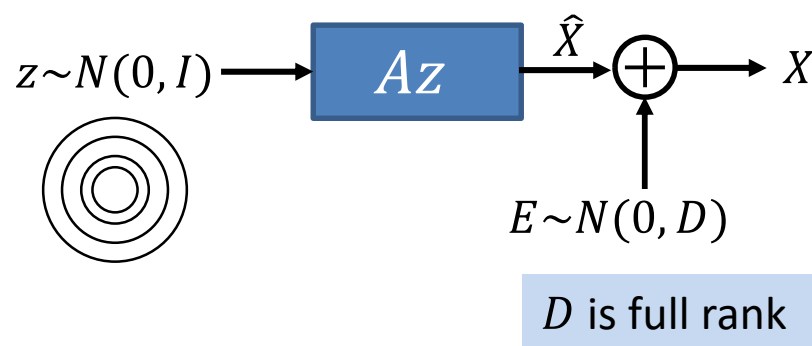 z~N(0, I)
Az
X̂
X
E~N(0, D)
D is full rank